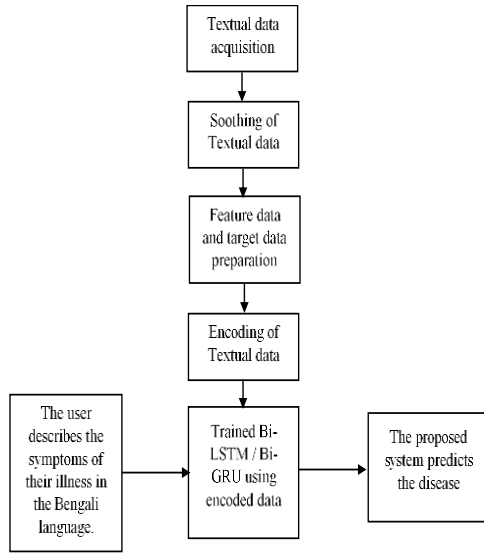 Textual data
acquisition
Soothing of
Textual data
Feature data
and target data
preparation
Encoding of
Textual data
The user
describes the
symptoms of
their illness in
the Bengali
language.
Trained Bi-
LSTM / Bi-
GRU using
encoded data
The proposed
system predicts
the disease